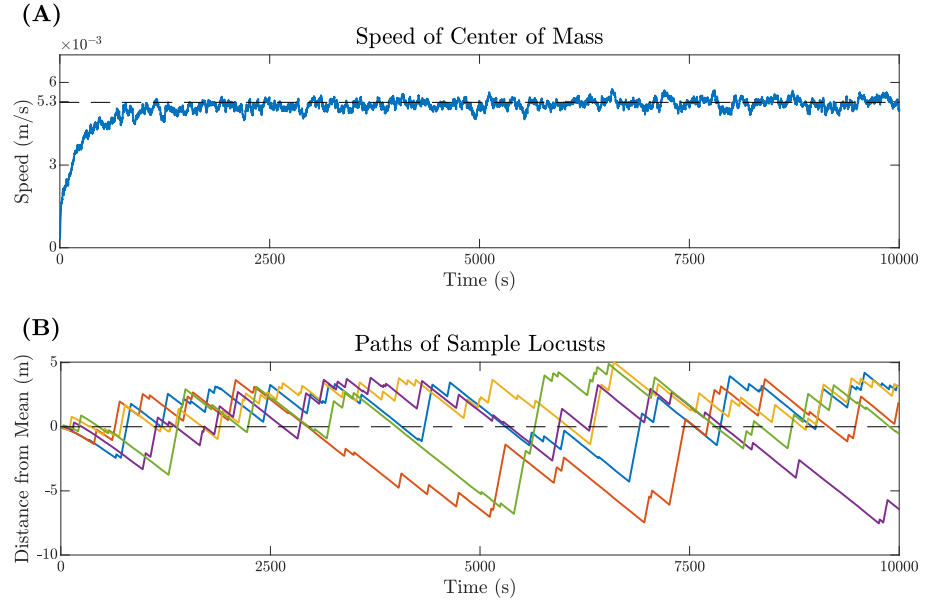 (A)
Speed of Center of Mass
×10⁻³
6
5.3
3
0
Speed (m/s)
0 2500 5000 7500 10000
Time (s)
(B)
Paths of Sample Locusts
5
0
-5
-10
Distance from Mean (m)
0 2500 5000 7500 10000
Time (s)